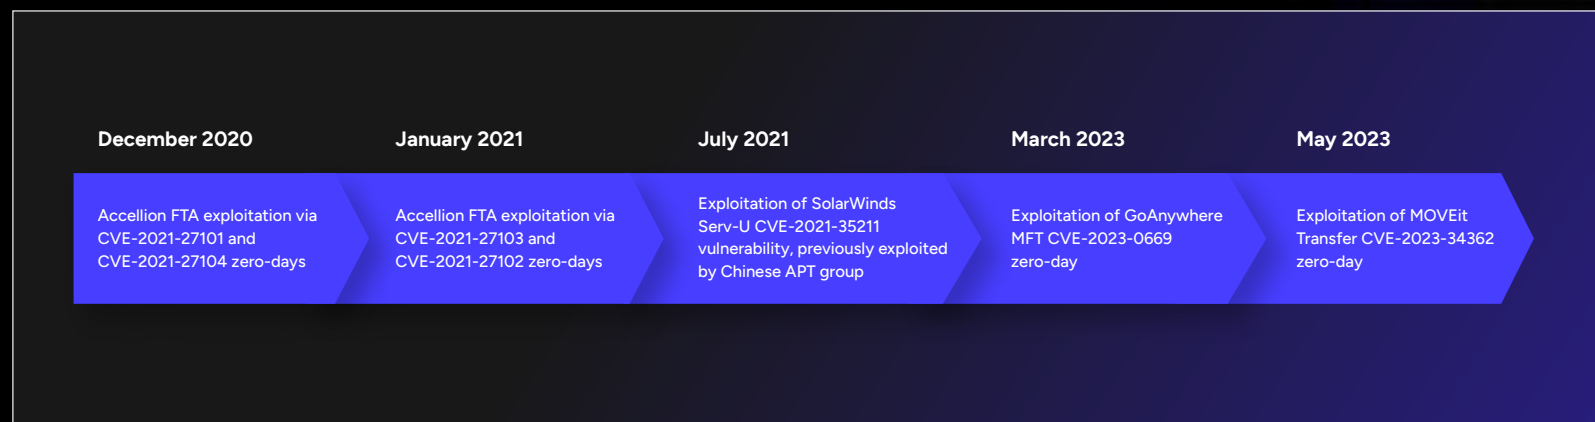 December 2020
Accellion FTA exploitation via
CVE-2021-27101 and
CVE-2021-27104 zero-days
January 2021
Accellion FTA exploitation via
CVE-2021-27103 and
CVE-2021-27102 zero-days
July 2021
Exploitation of SolarWinds
Serv-U CVE-2021-35211
vulnerability, previously exploited
by Chinese APT group
March 2023
Exploitation of GoAnywhere
MFT CVE-2023-0669
zero-day
May 2023
Exploitation of MOVEit
Transfer CVE-2023-34362
zero-day